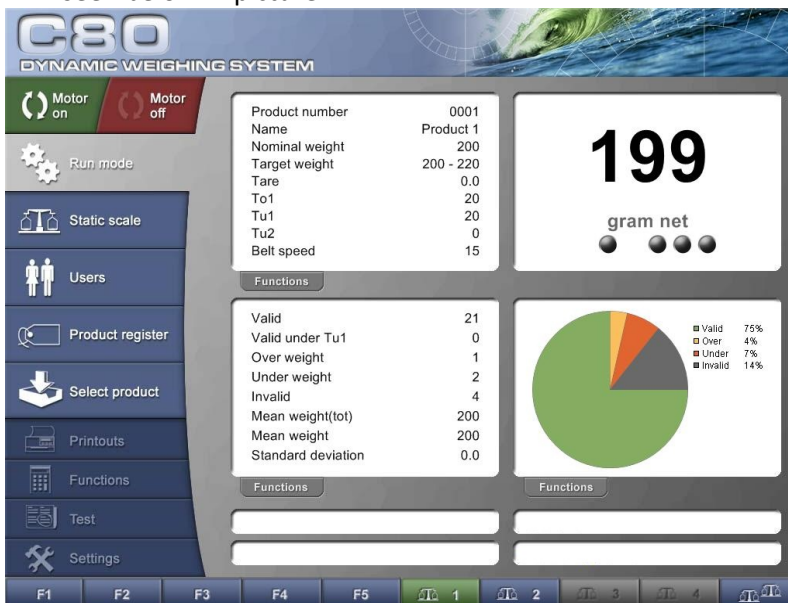 C80
DYNAMIC WEIGHING SYSTEM
Motor on
Motor off
Run mode
Static scale
Users
Product register
Select product
Printouts
Functions
Test
Settings
Product number 0001
Name Product 1
Nominal weight 200
Target weight 200 - 220
Tare 0.0
To1 20
Tu1 20
Tu2 0
Belt speed 15
Functions
199
gram net
Valid 21
Valid under Tu1 0
Over weight 1
Under weight 2
Invalid 4
Mean weight(tot) 200
Mean weight 200
Standard deviation 0.0
Functions
Valid 75%
Over 4%
Under 7%
Invalid 14%
Functions
F1 F2 F3 F4 F5 1 2 3 4